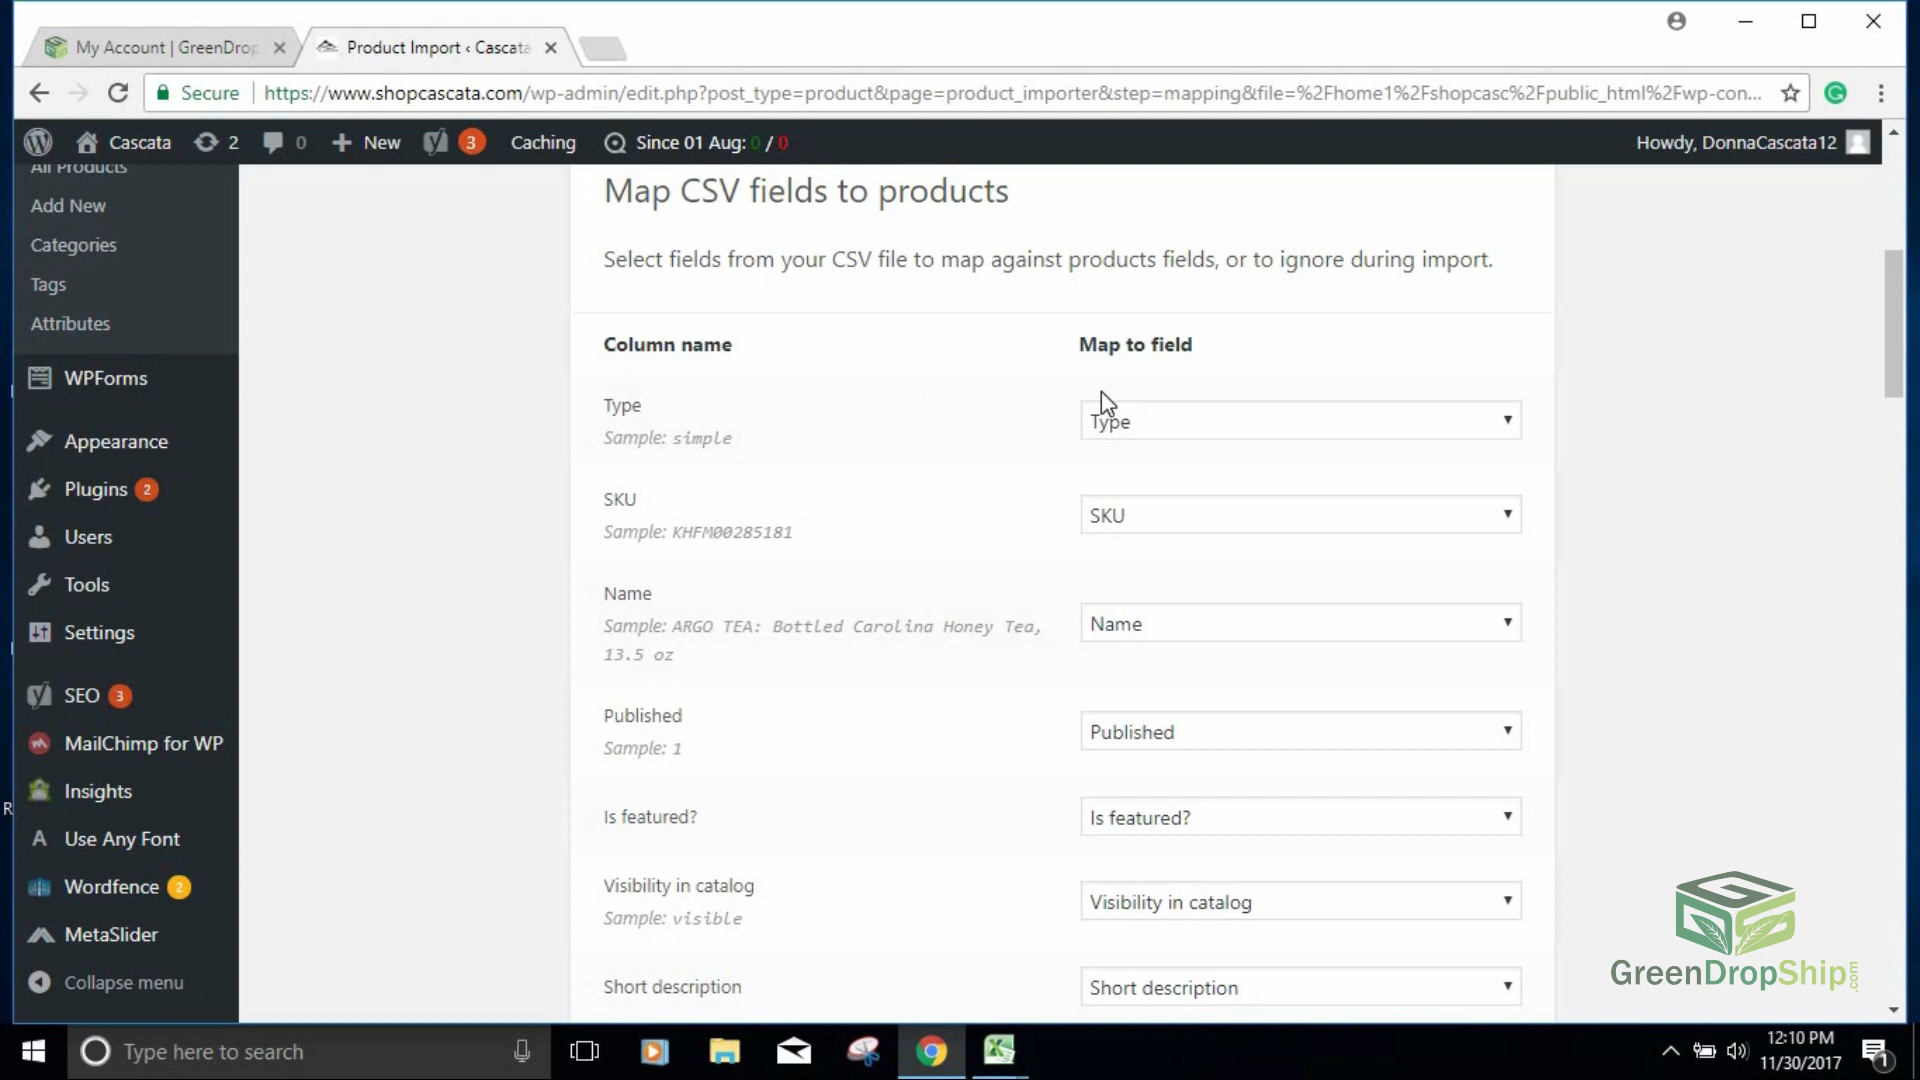 My Account | GreenDrop
Product Import ‹ Cascata
Secure
https://www.shopcascata.com/wp-admin/edit.php?post_type=product&page=product_importer&step=mapping&file=%2Fhome1%2Fshopcasc%2Fpublic_html%2Fwp-con...
Cascata
2
0
New
3
Caching
Since 01 Aug: 0 / 0
Howdy, DonnaCascata12
All Products
Add New
Categories
Tags
Attributes
WPForms
Appearance
Plugins 2
Users
Tools
Settings
SEO 3
MailChimp for WP
Insights
Use Any Font
Wordfence 2
MetaSlider
Collapse menu
Map CSV fields to products
Select fields from your CSV file to map against products fields, or to ignore during import.
Column name
Map to field
Type
Sample: simple
Type
SKU
Sample: KHFM00285181
SKU
Name
Sample: ARGO TEA: Bottled Carolina Honey Tea,
13.5 oz
Name
Published
Sample: 1
Published
Is featured?
Is featured?
Visibility in catalog
Sample: visible
Visibility in catalog
Short description
Short description
R
GreenDropShip.com
Type here to search
12:10 PM
11/30/2017
1